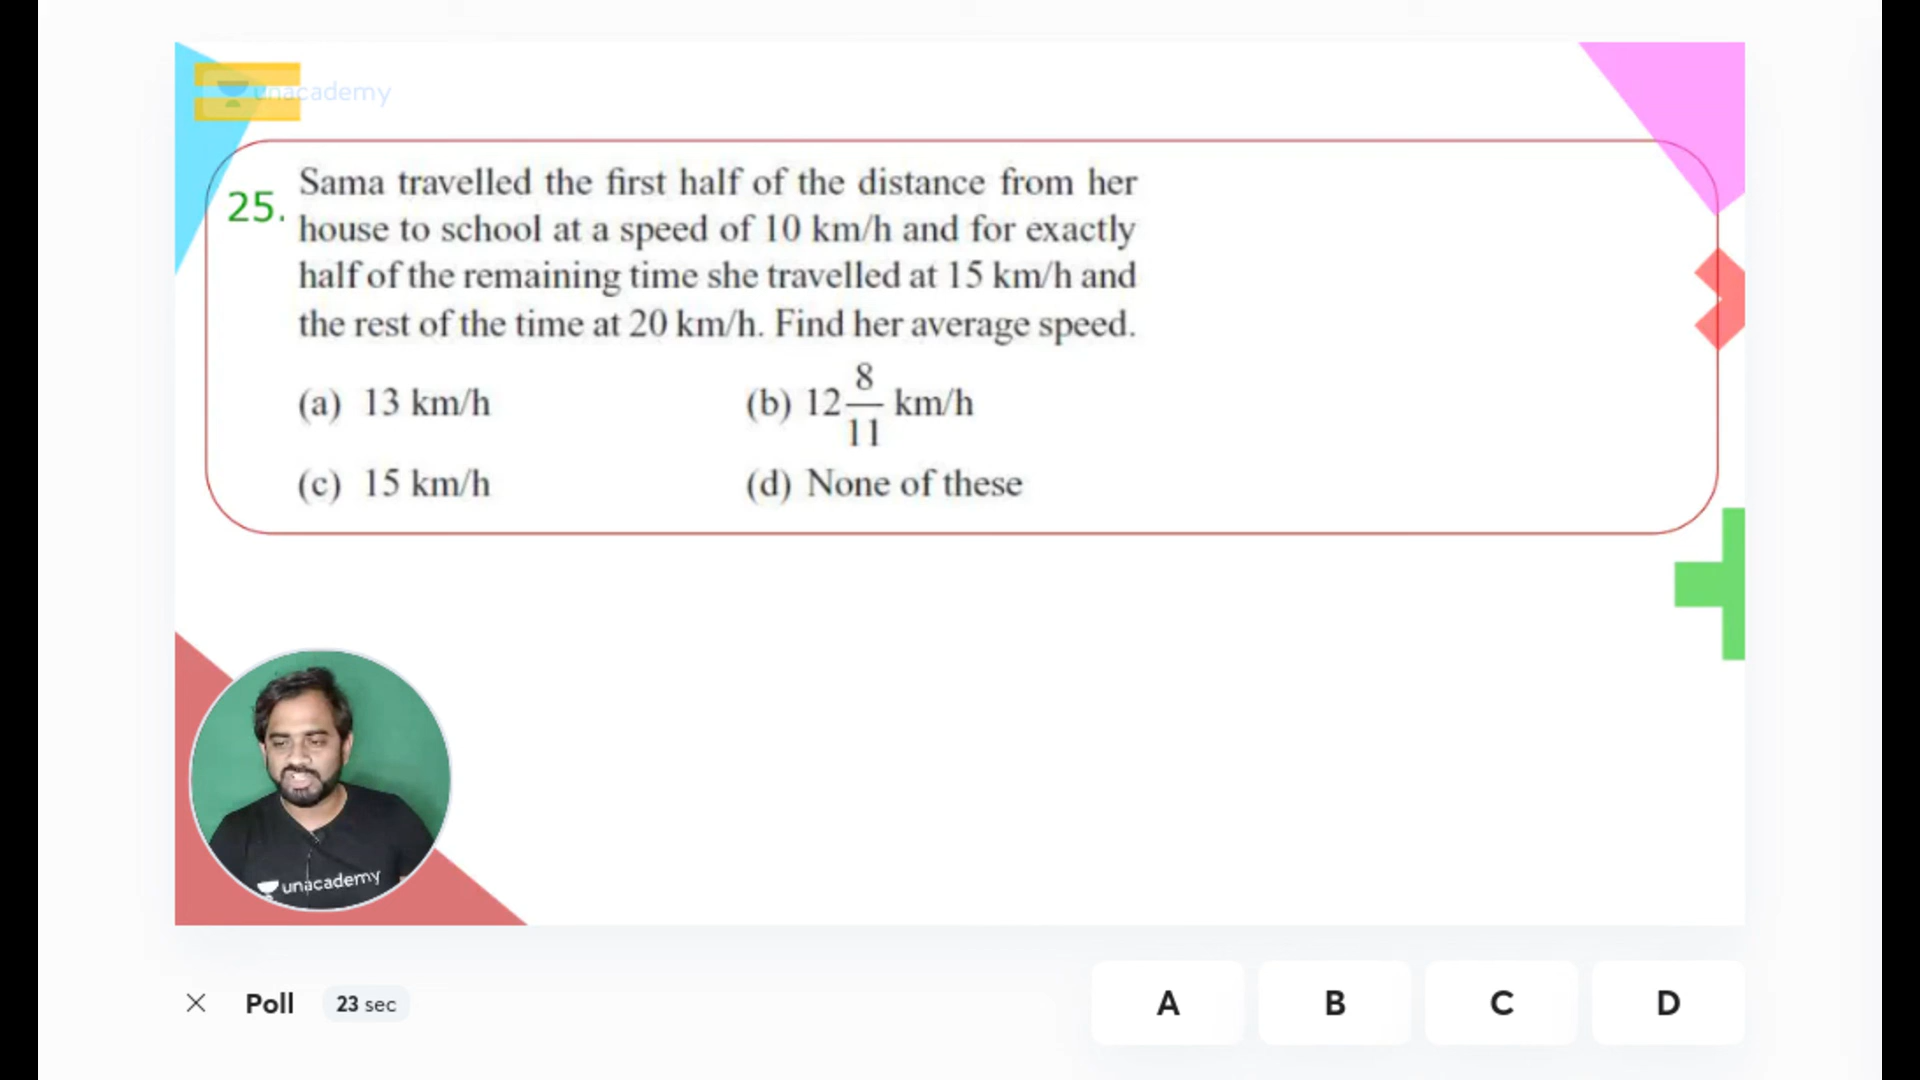 unacademy
25. Sama travelled the first half of the distance from her
house to school at a speed of 10 km/h and for exactly
half of the remaining time she travelled at 15 km/h and
the rest of the time at 20 km/h. Find her average speed.
(a) 13 km/h (b) 12 8/11 km/h
(c) 15 km/h (d) None of these
unacademy
Poll 23 sec A B C D